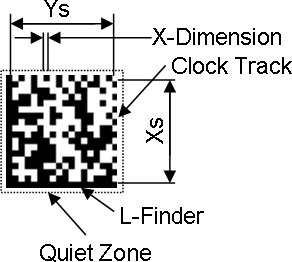 Ys
X-Dimension
Clock Track
Xs
L-Finder
Quiet Zone